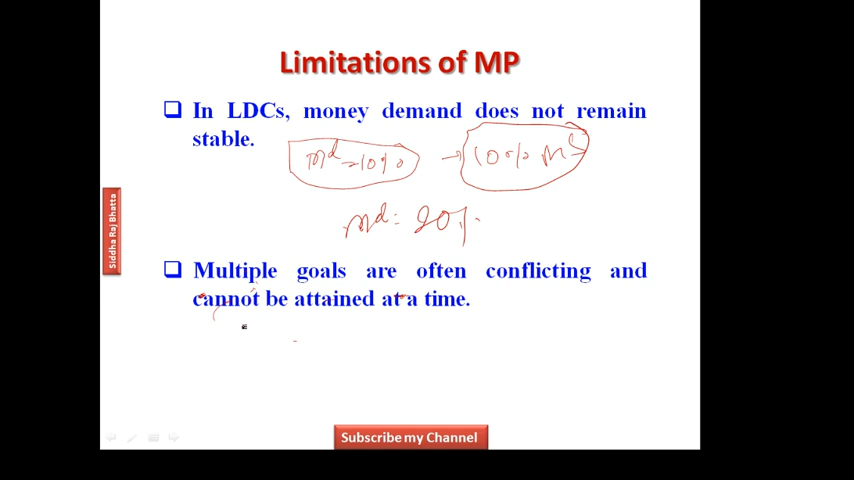 Limitations of MP
❑ In LDCs, money demand does not remain
stable.
Mᵈ = 10% → 10% Mˢ
Mᵈ = 20%
❑ Multiple goals are often conflicting and
cannot be attained at a time.
Siddha Raj Bhatta
Subscribe my Channel